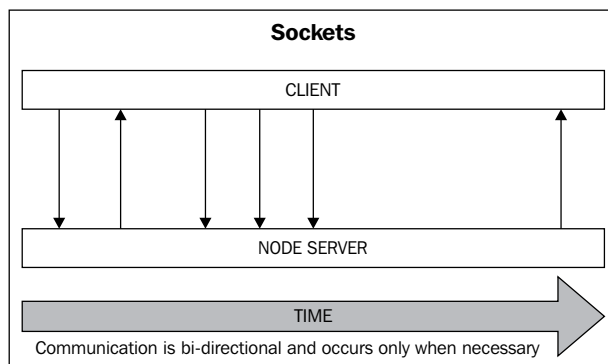 Sockets
CLIENT
NODE SERVER
TIME
Communication is bi-directional and occurs only when necessary